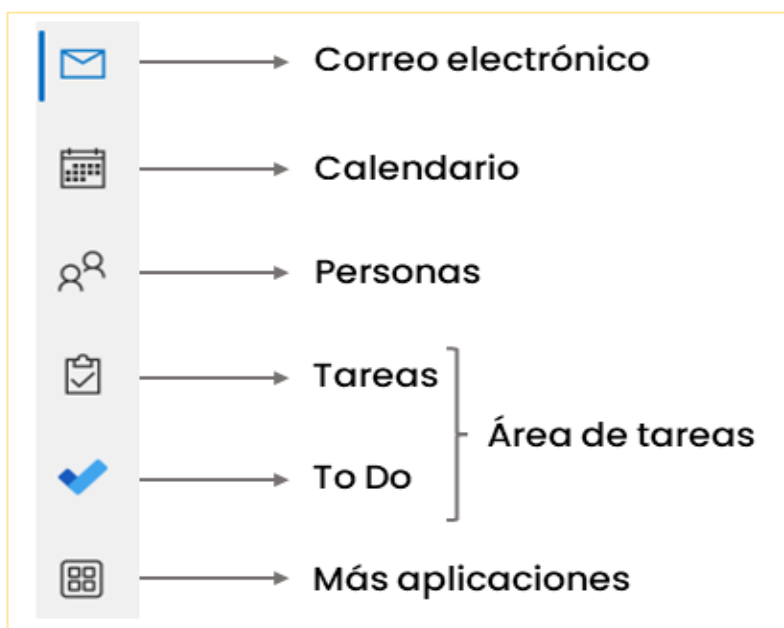 Correo electrónico
Calendario
Personas
Tareas
Área de tareas
To Do
Más aplicaciones